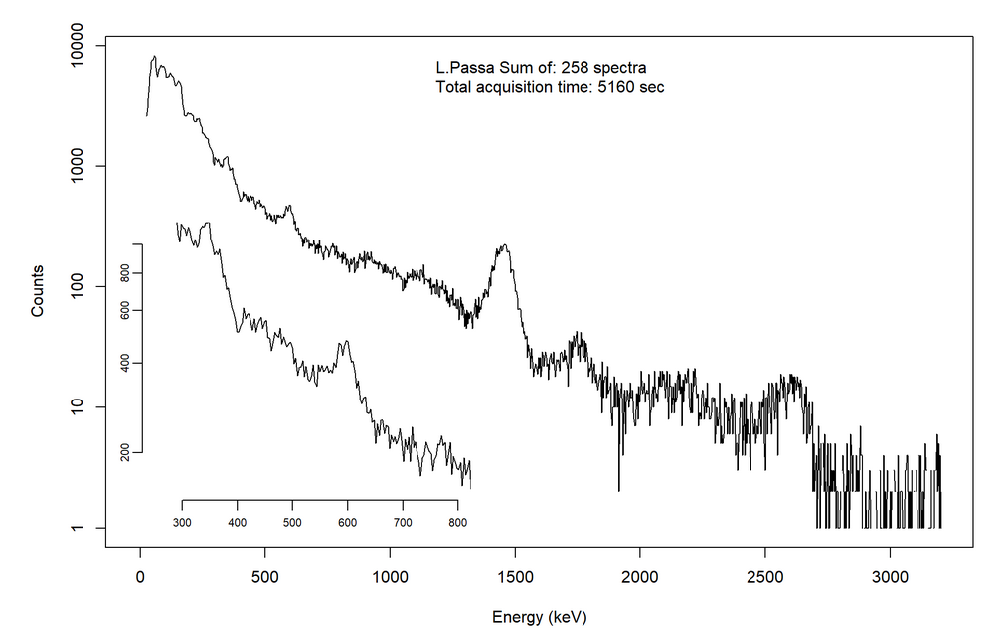 L.Passa Sum of: 258 spectra
Total acquisition time: 5160 sec
Counts
10000
1000
100
10
1
800
600
400
200
300 400 500 600 700 800
0 500 1000 1500 2000 2500 3000
Energy (keV)